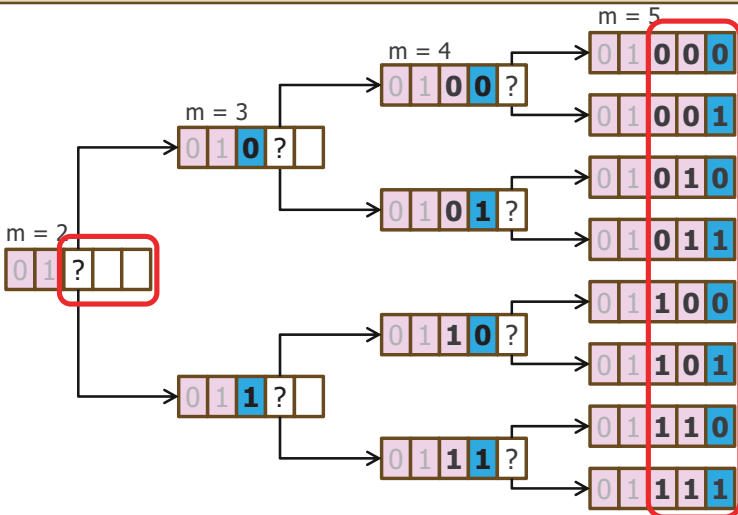 m = 2
0 1 ?
m = 3
0 1 0 ?
0 1 1 ?
m = 4
0 1 0 0 ?
0 1 0 1 ?
0 1 1 0 ?
0 1 1 1 ?
m = 5
0 1 0 0 0
0 1 0 0 1
0 1 0 1 0
0 1 0 1 1
0 1 1 0 0
0 1 1 0 1
0 1 1 1 0
0 1 1 1 1